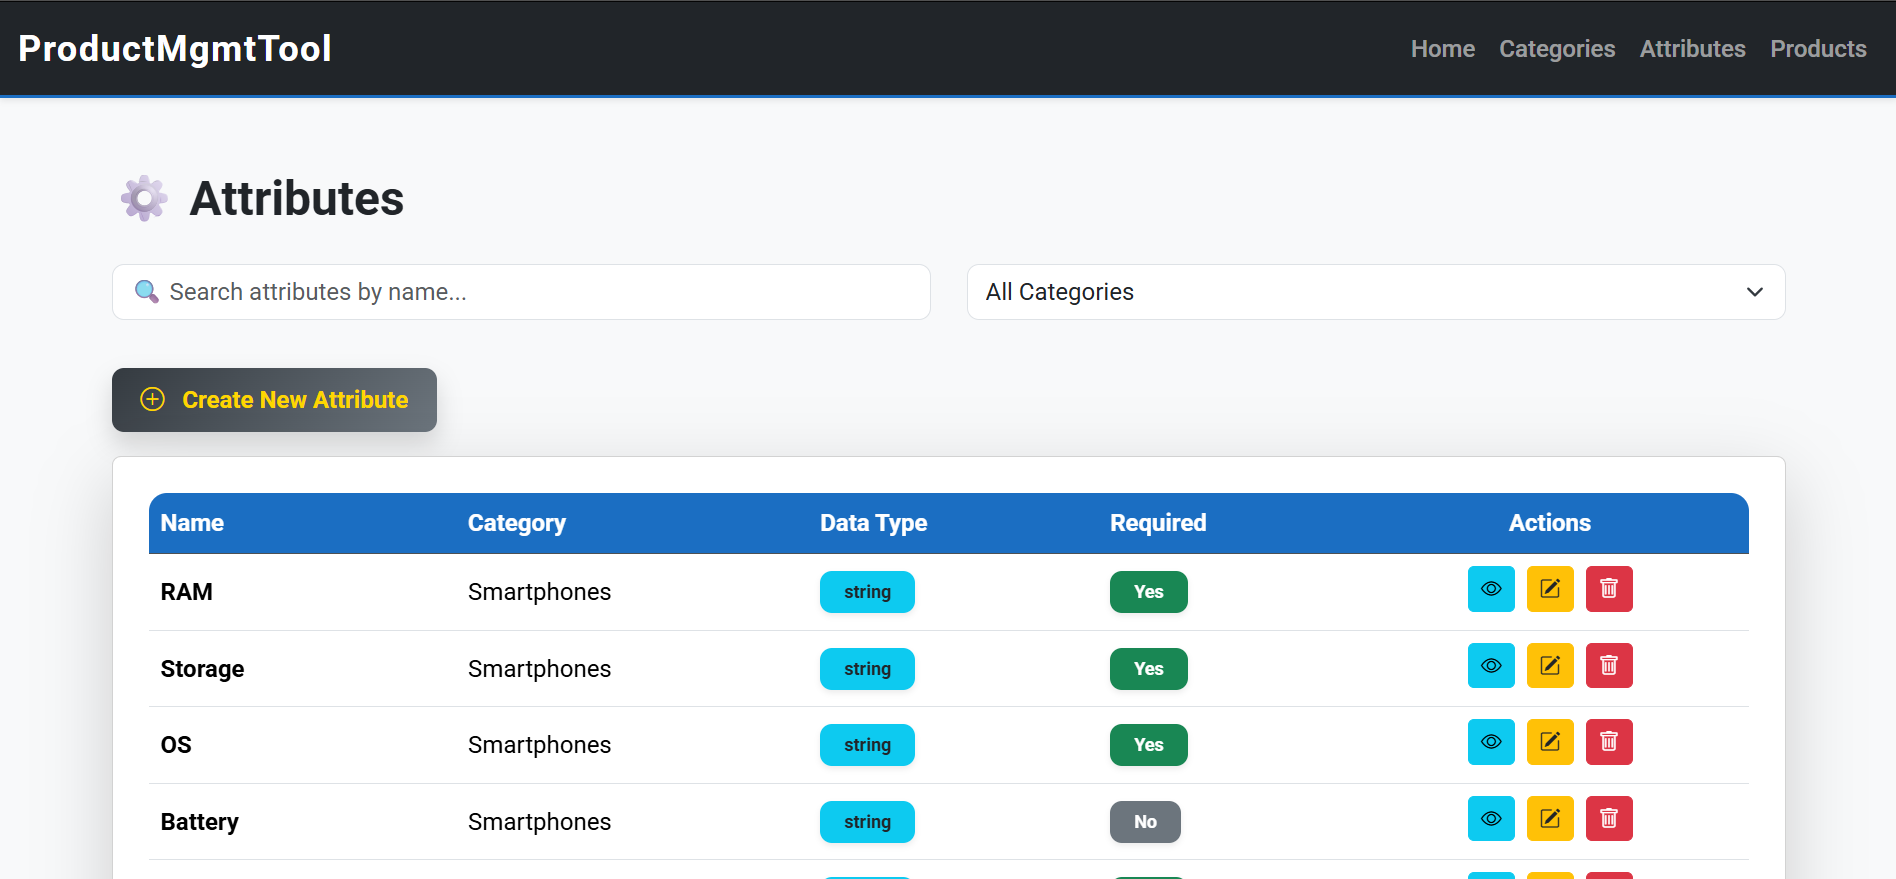 ProductMgmtTool
Home Categories Attributes Products
Attributes
Search attributes by name...
All Categories
Create New Attribute
Name Category Data Type Required Actions
RAM Smartphones string Yes
Storage Smartphones string Yes
OS Smartphones string Yes
Battery Smartphones string No